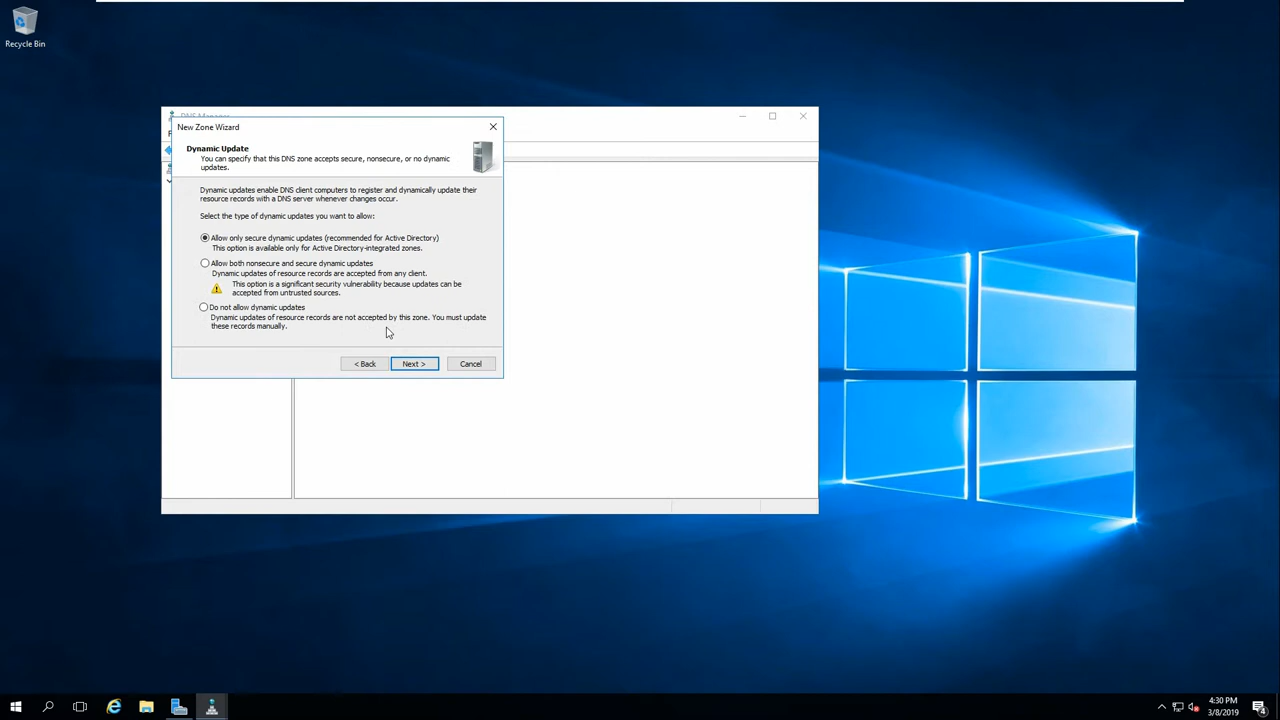 Recycle Bin
DNS Manager
New Zone Wizard
Dynamic Update
You can specify that this DNS zone accepts secure, nonsecure, or no dynamic
updates.
Dynamic updates enable DNS client computers to register and dynamically update their
resource records with a DNS server whenever changes occur.
Select the type of dynamic updates you want to allow:
Allow only secure dynamic updates (recommended for Active Directory)
This option is available only for Active Directory-integrated zones.
Allow both nonsecure and secure dynamic updates
Dynamic updates of resource records are accepted from any client.
This option is a significant security vulnerability because updates can be
accepted from untrusted sources.
Do not allow dynamic updates
Dynamic updates of resource records are not accepted by this zone. You must update
these records manually.
< Back Next > Cancel
4:30 PM
3/8/2019
4